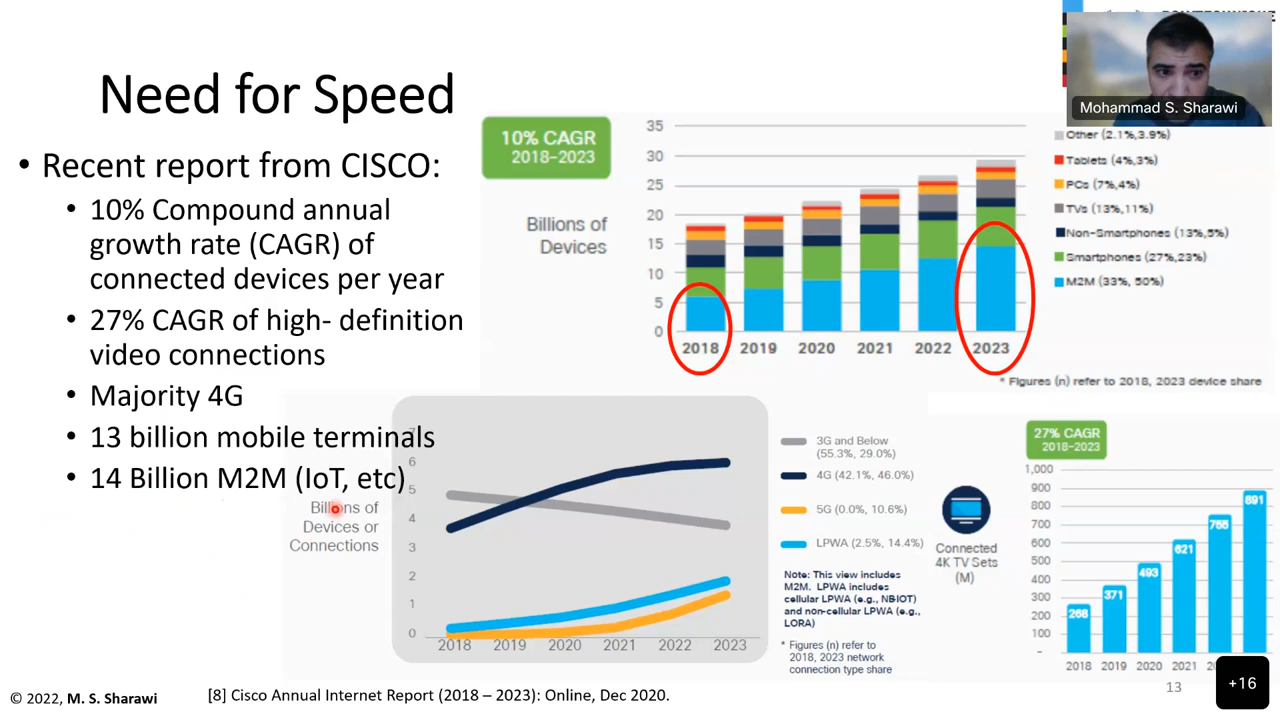 Need for Speed
• Recent report from CISCO:
• 10% Compound annual
growth rate (CAGR) of
connected devices per year
• 27% CAGR of high- definition
video connections
• Majority 4G
• 13 billion mobile terminals
• 14 Billion M2M (IoT, etc)
10% CAGR
2018–2023
Billions of
Devices
35
30
25
20
15
10
5
0
2018
2019
2020
2021
2022
2023
Mohammad S. Sharawi
Other (2.1%,3.9%)
Tablets (4%,3%)
PCs (7%,4%)
TVs (13%,11%)
Non-Smartphones (13%,5%)
Smartphones (27%,23%)
M2M (33%, 50%)
* Figures (n) refer to 2018, 2023 device share
Billions of
Devices or
Connections
7
6
5
4
3
2
1
0
2018
2019
2020
2021
2022
2023
3G and Below
(55.3%, 29.0%)
4G (42.1%, 46.0%)
5G (0.0%, 10.6%)
LPWA (2.5%, 14.4%)
Note: This view includes
M2M. LPWA includes
cellular LPWA (e.g., NB-IOT)
and non-cellular LPWA (e.g.,
LORA)
* Figures (n) refer to
2018, 2023 network
connection type share
27% CAGR
2018–2023
Connected
4K TV Sets
(M)
1,000
900
800
700
600
500
400
300
200
100
–
268
371
493
621
755
891
2018
2019
2020
2021
© 2022, M. S. Sharawi
[8] Cisco Annual Internet Report (2018 – 2023): Online, Dec 2020.
13
+16